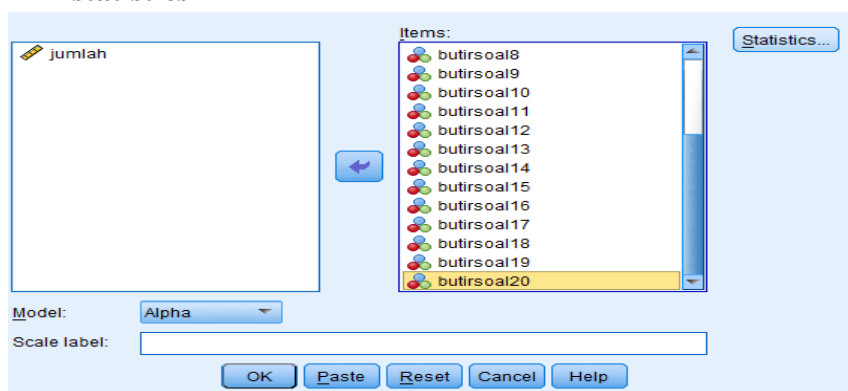 Items:
jumlah
butirsoal8
butirsoal9
butirsoal10
butirsoal11
butirsoal12
butirsoal13
butirsoal14
butirsoal15
butirsoal16
butirsoal17
butirsoal18
butirsoal19
butirsoal20
Statistics...
Model: Alpha
Scale label:
OK Paste Reset Cancel Help